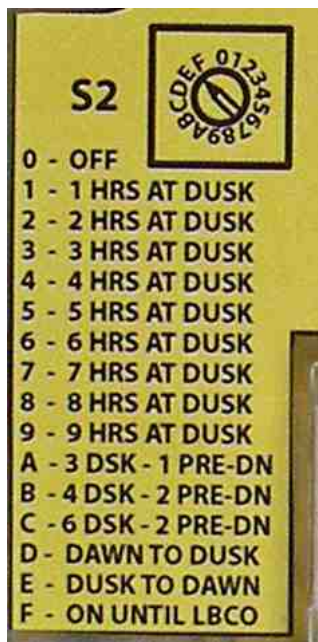 S2
0123456789ABCDEF
0 - OFF
1 - 1 HRS AT DUSK
2 - 2 HRS AT DUSK
3 - 3 HRS AT DUSK
4 - 4 HRS AT DUSK
5 - 5 HRS AT DUSK
6 - 6 HRS AT DUSK
7 - 7 HRS AT DUSK
8 - 8 HRS AT DUSK
9 - 9 HRS AT DUSK
A - 3 DSK - 1 PRE-DN
B - 4 DSK - 2 PRE-DN
C - 6 DSK - 2 PRE-DN
D - DAWN TO DUSK
E - DUSK TO DAWN
F - ON UNTIL LBCO